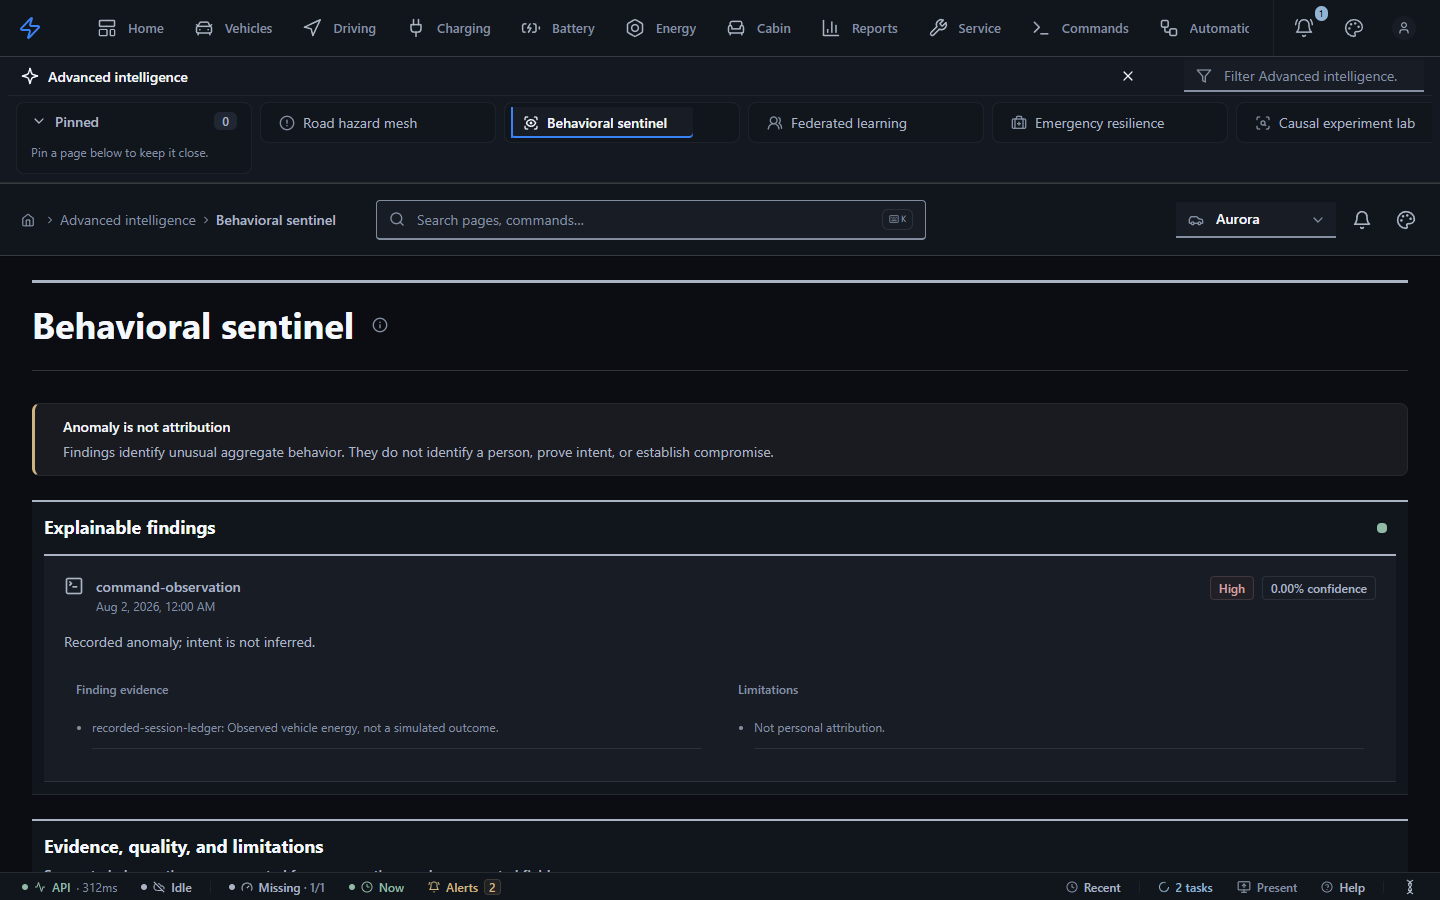 Home
Vehicles
Driving
Charging
Battery
Energy
Cabin
Reports
Service
Commands
Automatic
1
Advanced intelligence
Filter Advanced intelligence.
Pinned
0
Pin a page below to keep it close.
Road hazard mesh
Behavioral sentinel
Federated learning
Emergency resilience
Causal experiment lab
Advanced intelligence
Behavioral sentinel
Search pages, commands...
K
Aurora
Behavioral sentinel
Anomaly is not attribution
Findings identify unusual aggregate behavior. They do not identify a person, prove intent, or establish compromise.
Explainable findings
command-observation
Aug 2, 2026, 12:00 AM
High
0.00% confidence
Recorded anomaly; intent is not inferred.
Finding evidence
Limitations
recorded-session-ledger: Observed vehicle energy, not a simulated outcome.
Not personal attribution.
Evidence, quality, and limitations
API · 312ms
Idle
Missing · 1/1
Now
Alerts 2
Recent
2 tasks
Present
Help